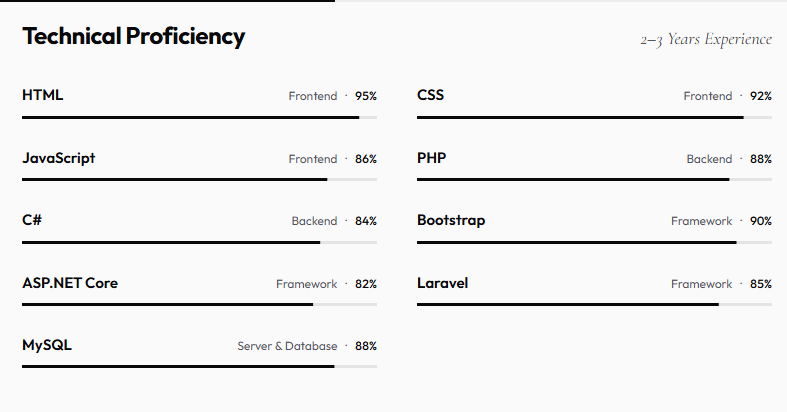 Technical Proficiency 2–3 Years Experience
HTML Frontend · 95% CSS Frontend · 92%
JavaScript Frontend · 86% PHP Backend · 88%
C# Backend · 84% Bootstrap Framework · 90%
ASP.NET Core Framework · 82% Laravel Framework · 85%
MySQL Server & Database · 88%